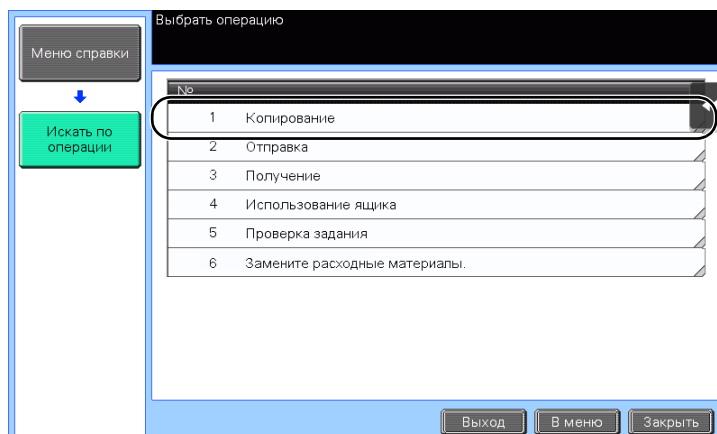 Выбрать операцию
Меню справки
Искать по
операции
№
1 Копирование
2 Отправка
3 Получение
4 Использование ящика
5 Проверка задания
6 Замените расходные материалы.
Выход В меню Закрыть